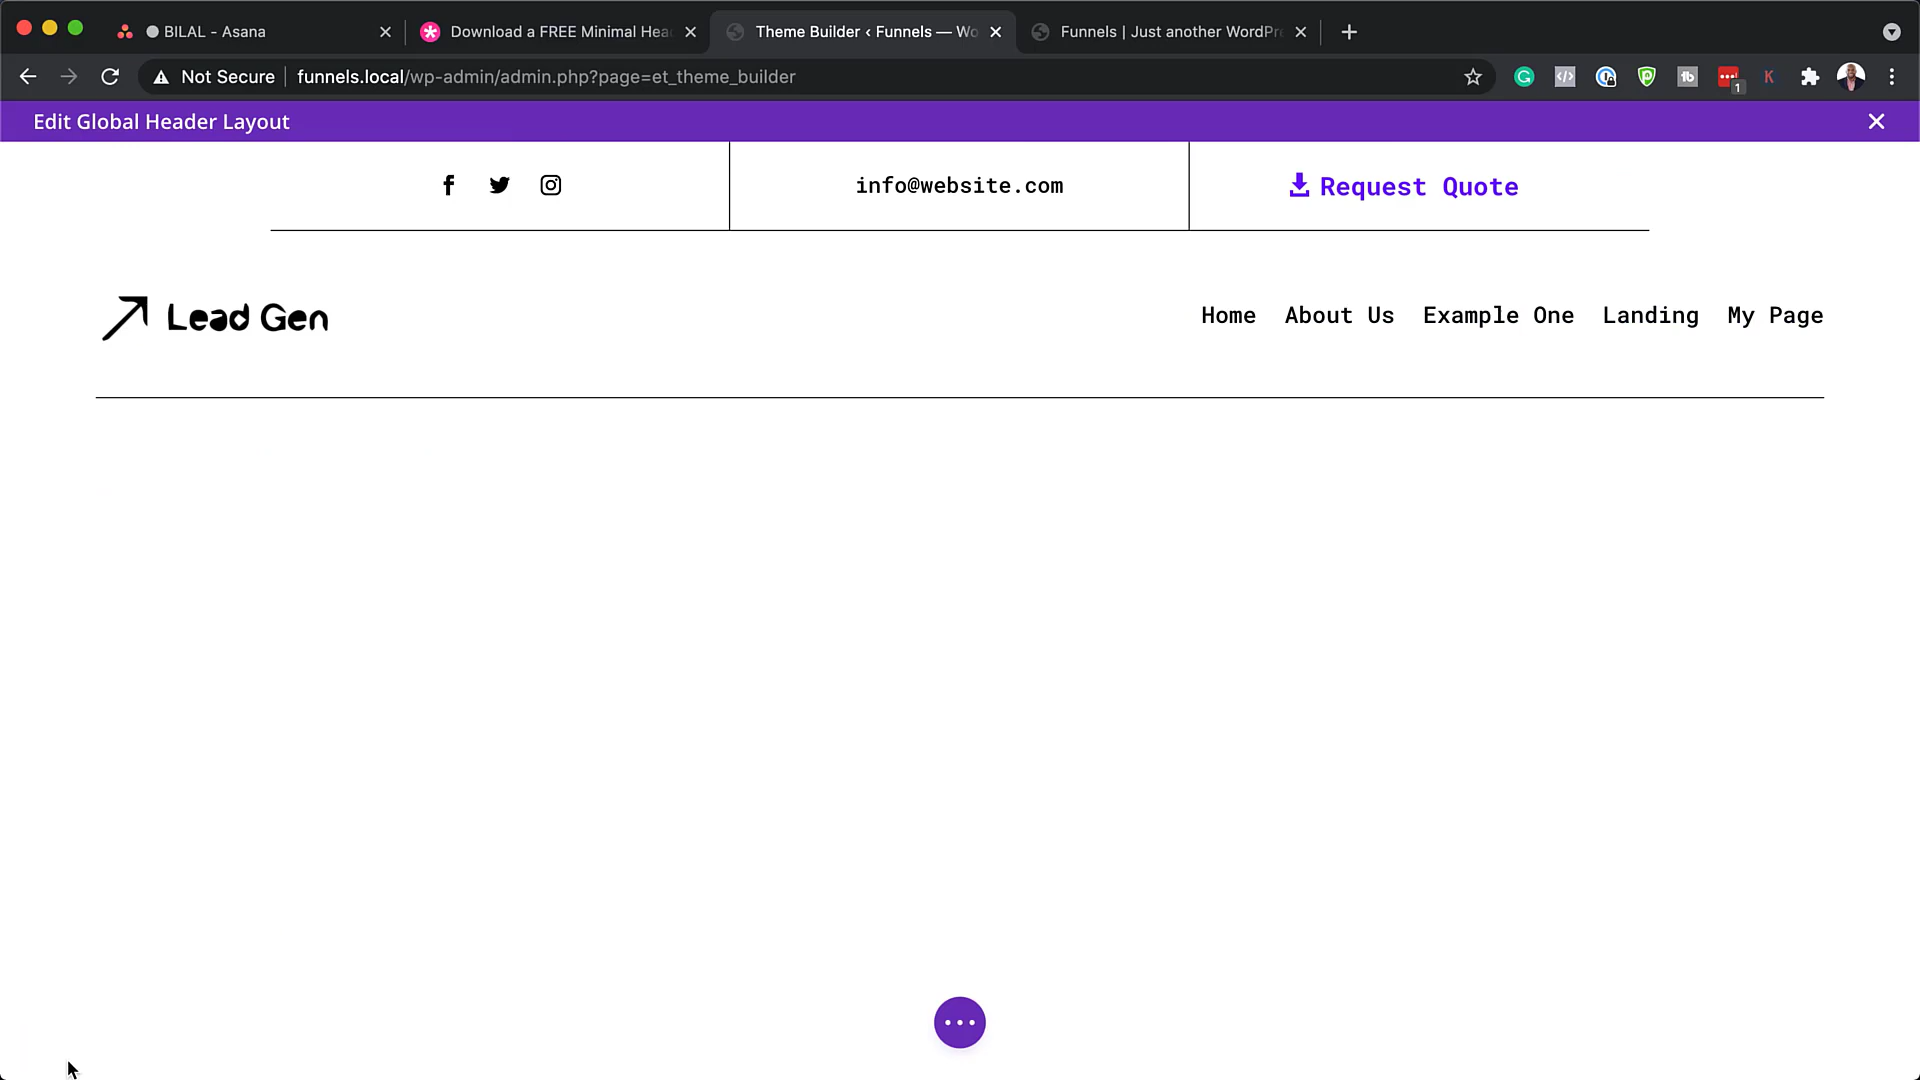 BILAL - Asana
Download a FREE Minimal Hea
Theme Builder ‹ Funnels — Wo
Funnels | Just another WordPre
Not Secure
funnels.local/wp-admin/admin.php?page=et_theme_builder
1
Edit Global Header Layout
info@website.com
Request Quote
Lead Gen
Home
About Us
Example One
Landing
My Page